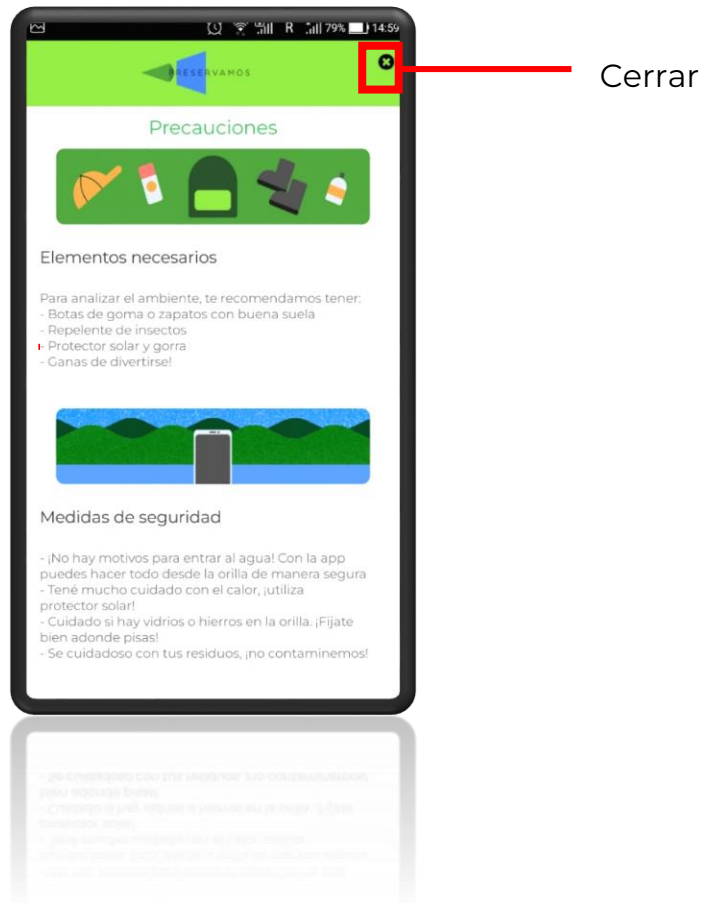 R 79% 14:59
PRESERVAMOS
Cerrar
Precauciones
Elementos necesarios
Para analizar el ambiente, te recomendamos tener:
- Botas de goma o zapatos con buena suela
- Repelente de insectos
- Protector solar y gorra
- Ganas de divertirse!
Medidas de seguridad
- ¡No hay motivos para entrar al agua! Con la app
puedes hacer todo desde la orilla de manera segura
- Tené mucho cuidado con el calor, ¡utiliza
protector solar!
- Cuidado si hay vidrios o hierros en la orilla. ¡Fijate
bien adonde pisas!
- Se cuidadoso con tus residuos, ¡no contaminemos!